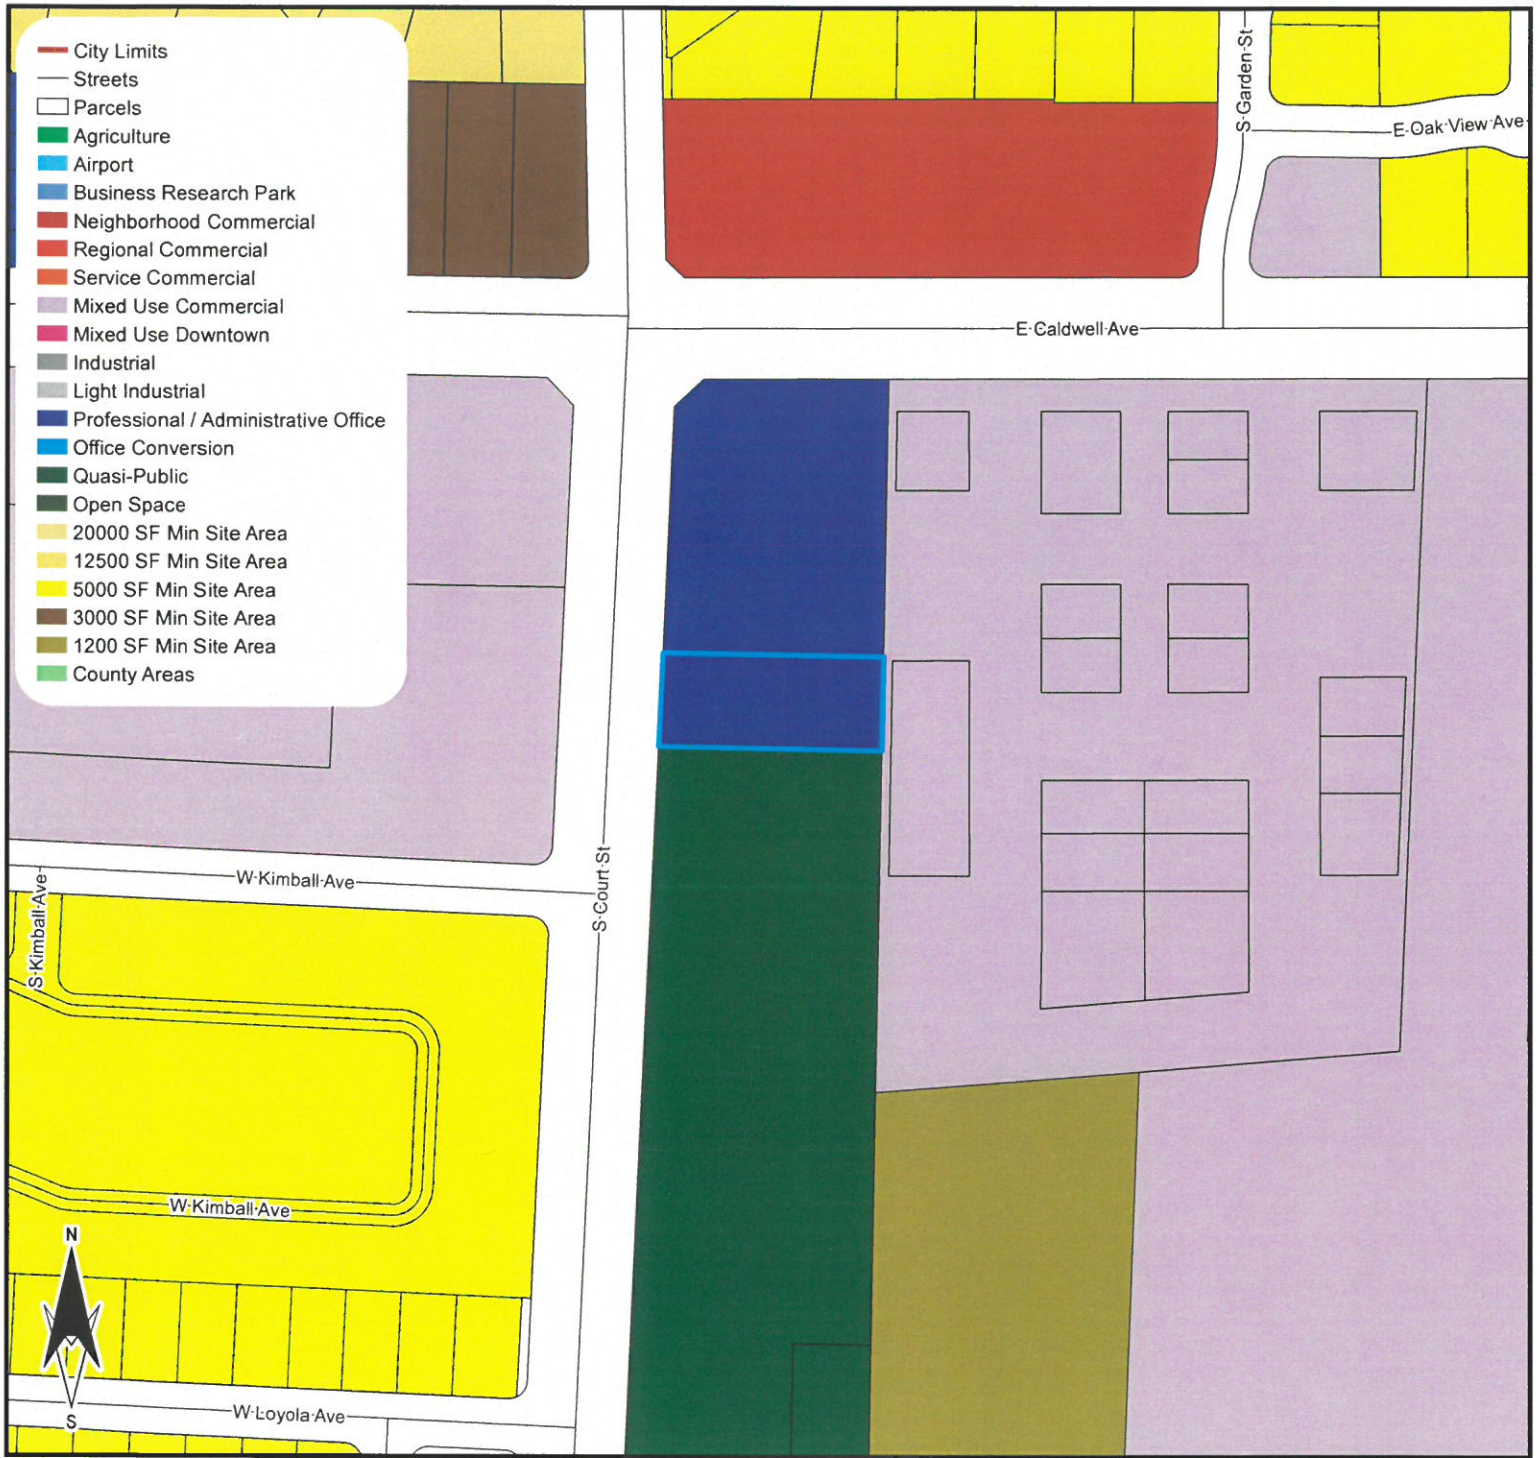 City Limits
Streets
Parcels
Agriculture
Airport
Business Research Park
Neighborhood Commercial
Regional Commercial
Service Commercial
Mixed Use Commercial
Mixed Use Downtown
Industrial
Light Industrial
Professional / Administrative Office
Office Conversion
Quasi-Public
Open Space
20000 SF Min Site Area
12500 SF Min Site Area
5000 SF Min Site Area
3000 SF Min Site Area
1200 SF Min Site Area
County Areas
S Garden St
E Oak View Ave
E Caldwell Ave
S Court St
W Kimball Ave
S Kimball Ave
W Kimball Ave
W Loyola Ave
N
S